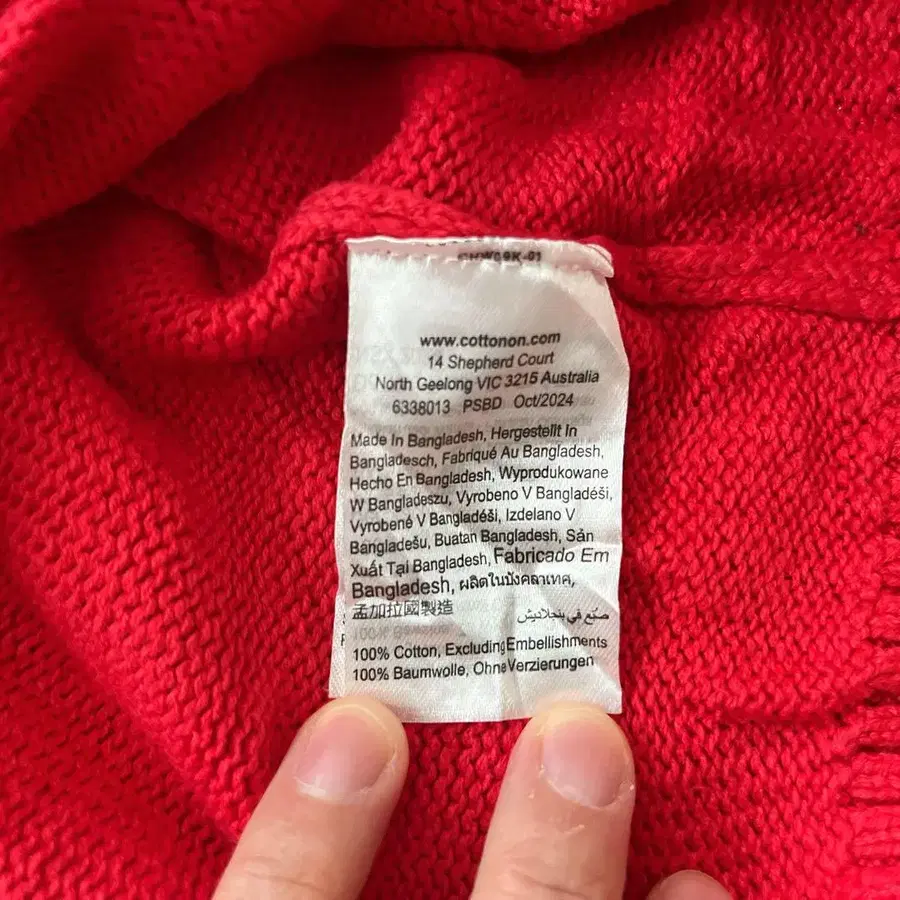 www.cottonon.com
14 Shepherd Court
North Geelong VIC 3215 Australia
6338013 PSBD Oct/2024
Made In Bangladesh, Hergestellt In
Bangladesch, Fabriqué Au Bangladesh,
Hecho En Bangladesh, Wyprodukowane
W Bangladeszu, Vyrobeno V Bangladéši,
Vyrobené V Bangladéši, Izdelano V
Bangladešu, Buatan Bangladesh, Sản
Xuất Tại Bangladesh, Fabricado Em
Bangladesh, ผลิตในบังคลาเทศ,
孟加拉國製造 صُنِع في بنجلاديش
100% Cotton, Excluding Embellishments
100% Baumwolle, Ohne Verzierungen